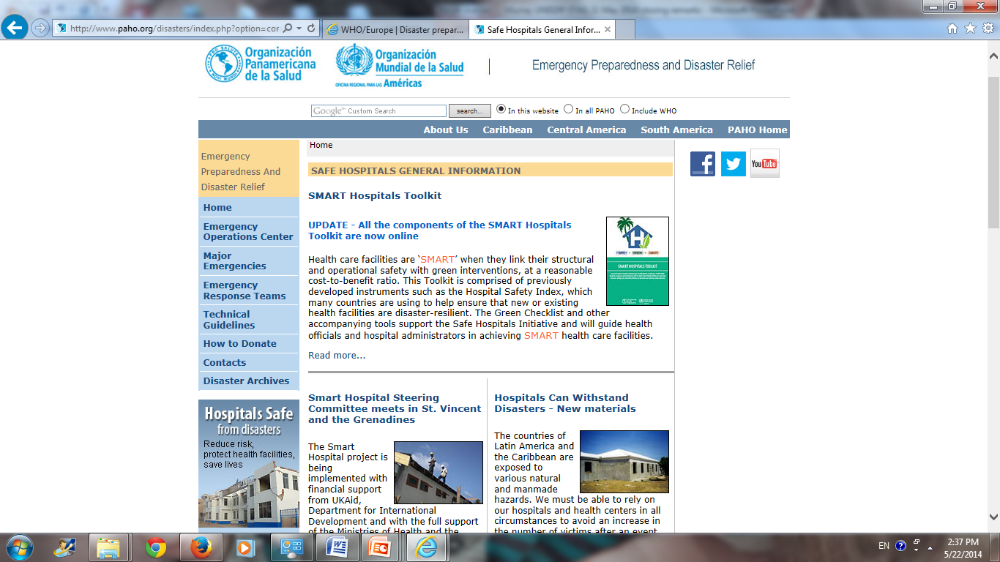 http://www.paho.org/disasters/index.php?option=cor
WHO/Europe | Disaster prepar...
Safe Hospitals General Infor...
Organización
Panamericana
de la Salud
Organización
Mundial de la Salud
OFICINA REGIONAL PARA LAS Américas
Emergency Preparedness and Disaster Relief
Google™ Custom Search
search...
In this website
In all PAHO
Include WHO
About Us
Caribbean
Central America
South America
PAHO Home
Emergency
Preparedness And
Disaster Relief
Home
Emergency
Operations Center
Major
Emergencies
Emergency
Response Teams
Technical
Guidelines
How to Donate
Contacts
Disaster Archives
Hospitals Safe
from disasters
Reduce risk,
protect health facilities,
save lives
Home
SAFE HOSPITALS GENERAL INFORMATION
SMART Hospitals Toolkit
UPDATE - All the components of the SMART Hospitals
Toolkit are now online
Health care facilities are ‘SMART’ when they link their structural
and operational safety with green interventions, at a reasonable
cost-to-benefit ratio. This Toolkit is comprised of previously
developed instruments such as the Hospital Safety Index, which
many countries are using to help ensure that new or existing
health facilities are disaster-resilient. The Green Checklist and other
accompanying tools support the Safe Hospitals Initiative and will guide health
officials and hospital administrators in achieving SMART health care facilities.
Read more...
H
SMART HOSPITALS TOOLKIT
Smart Hospital Steering
Committee meets in St. Vincent
and the Grenadines
The Smart
Hospital project is
being
implemented with
financial support
from UKAid,
Department for International
Development and with the full support
of the Ministries of Health and the
Hospitals Can Withstand
Disasters - New materials
The countries of
Latin America and
the Caribbean are
exposed to
various natural
and manmade
hazards. We must be able to rely on
our hospitals and health centers in all
circumstances to avoid an increase in
the number of victims after an event
f
You Tube
EN
2:37 PM
5/22/2014